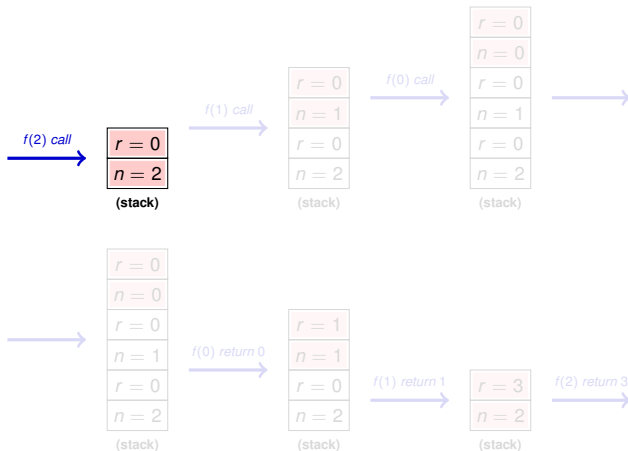 f(2) call
r = 0
n = 2
(stack)
f(1) call
r = 0
n = 1
r = 0
n = 2
(stack)
f(0) call
r = 0
n = 0
r = 0
n = 1
r = 0
n = 2
(stack)
r = 0
n = 0
r = 0
n = 1
r = 0
n = 2
(stack)
f(0) return 0
r = 1
n = 1
r = 0
n = 2
(stack)
f(1) return 1
r = 3
n = 2
(stack)
f(2) return 3